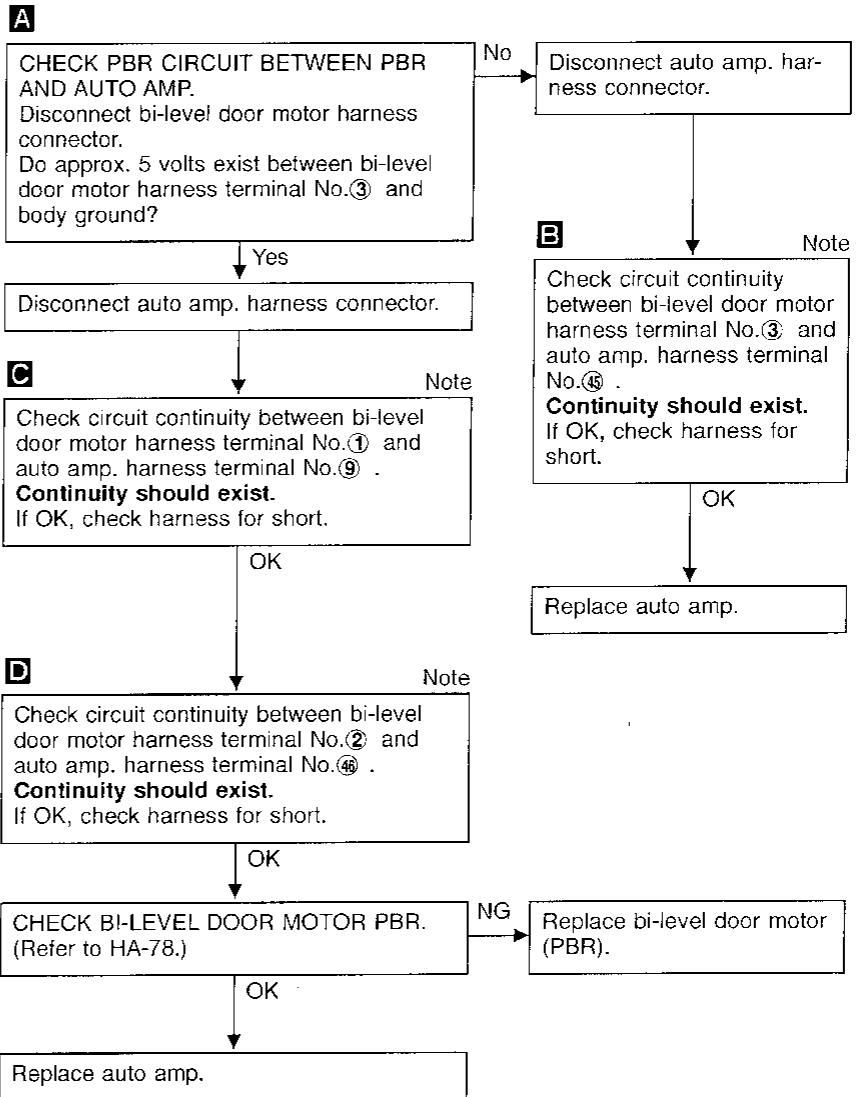 A
CHECK PBR CIRCUIT BETWEEN PBR
AND AUTO AMP.
Disconnect bi-level door motor harness
connector.
Do approx. 5 volts exist between bi-level
door motor harness terminal No.③ and
body ground?
No
Disconnect auto amp. har-
ness connector.
Yes
Disconnect auto amp. harness connector.
B
Note
Check circuit continuity
between bi-level door motor
harness terminal No.③ and
auto amp. harness terminal
No.㊺ .
Continuity should exist.
If OK, check harness for
short.
OK
Replace auto amp.
C
Note
Check circuit continuity between bi-level
door motor harness terminal No.① and
auto amp. harness terminal No.⑨ .
Continuity should exist.
If OK, check harness for short.
OK
D
Note
Check circuit continuity between bi-level
door motor harness terminal No.② and
auto amp. harness terminal No.㊻ .
Continuity should exist.
If OK, check harness for short.
OK
CHECK BI-LEVEL DOOR MOTOR PBR.
(Refer to HA-78.)
NG
Replace bi-level door motor
(PBR).
OK
Replace auto amp.